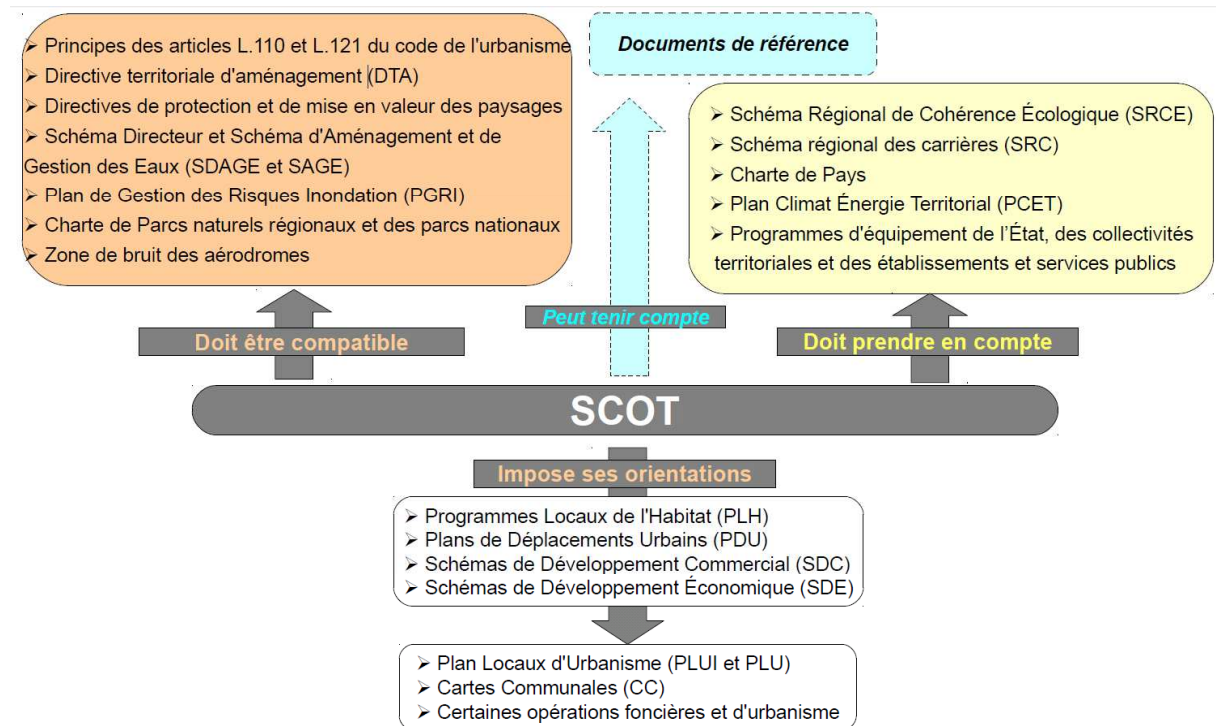 ➢ Principes des articles L.110 et L.121 du code de l'urbanisme
➢ Directive territoriale d'aménagement (DTA)
➢ Directives de protection et de mise en valeur des paysages
➢ Schéma Directeur et Schéma d'Aménagement et de
Gestion des Eaux (SDAGE et SAGE)
➢ Plan de Gestion des Risques Inondation (PGRI)
➢ Charte de Parcs naturels régionaux et des parcs nationaux
➢ Zone de bruit des aérodromes
Documents de référence
➢ Schéma Régional de Cohérence Écologique (SRCE)
➢ Schéma régional des carrières (SRC)
➢ Charte de Pays
➢ Plan Climat Énergie Territorial (PCET)
➢ Programmes d'équipement de l'État, des collectivités
territoriales et des établissements et services publics
Doit être compatible
Peut tenir compte
Doit prendre en compte
SCOT
Impose ses orientations
➢ Programmes Locaux de l'Habitat (PLH)
➢ Plans de Déplacements Urbains (PDU)
➢ Schémas de Développement Commercial (SDC)
➢ Schémas de Développement Économique (SDE)
➢ Plan Locaux d'Urbanisme (PLUI et PLU)
➢ Cartes Communales (CC)
➢ Certaines opérations foncières et d'urbanisme